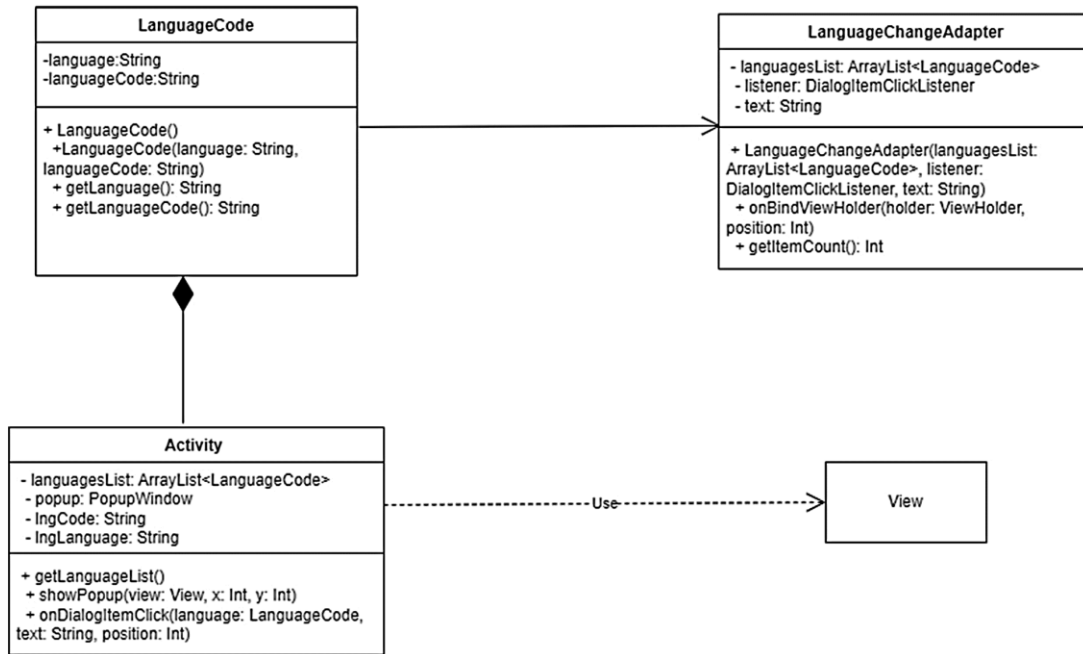 LanguageCode
-language:String
-languageCode:String
+ LanguageCode()
+LanguageCode(language: String,
languageCode: String)
+ getLanguage(): String
+ getLanguageCode(): String
LanguageChangeAdapter
- languagesList: ArrayList<LanguageCode>
- listener: DialogItemClickListener
- text: String
+ LanguageChangeAdapter(languagesList:
ArrayList<LanguageCode>, listener:
DialogItemClickListener, text: String)
+ onBindViewHolder(holder: ViewHolder,
position: Int)
+ getItemCount(): Int
Activity
- languagesList: ArrayList<LanguageCode>
- popup: PopupWindow
- lngCode: String
- lngLanguage: String
+ getLanguageList()
+ showPopup(view: View, x: Int, y: Int)
+ onDialogItemClick(language: LanguageCode,
text: String, position: Int)
Use
View